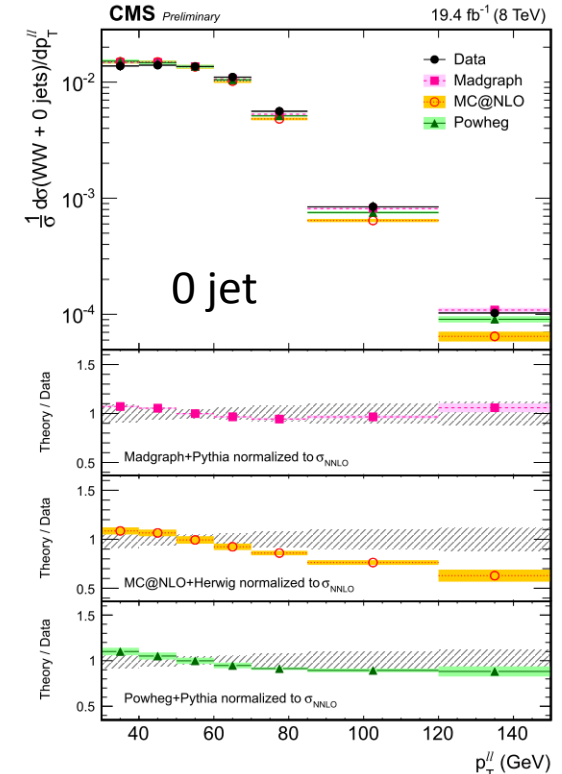 CMS Preliminary 19.4 fb⁻¹ (8 TeV)
1/σ dσ(WW + 0 jets)/dp_T^ll
10⁻²
10⁻³
10⁻⁴
Data
Madgraph
MC@NLO
Powheg
0 jet
Theory / Data
1.5
1
0.5
Madgraph+Pythia normalized to σ_NNLO
Theory / Data
1.5
1
0.5
MC@NLO+Herwig normalized to σ_NNLO
Theory / Data
1.5
1
0.5
Powheg+Pythia normalized to σ_NNLO
40 60 80 100 120 140
p_T^ll (GeV)